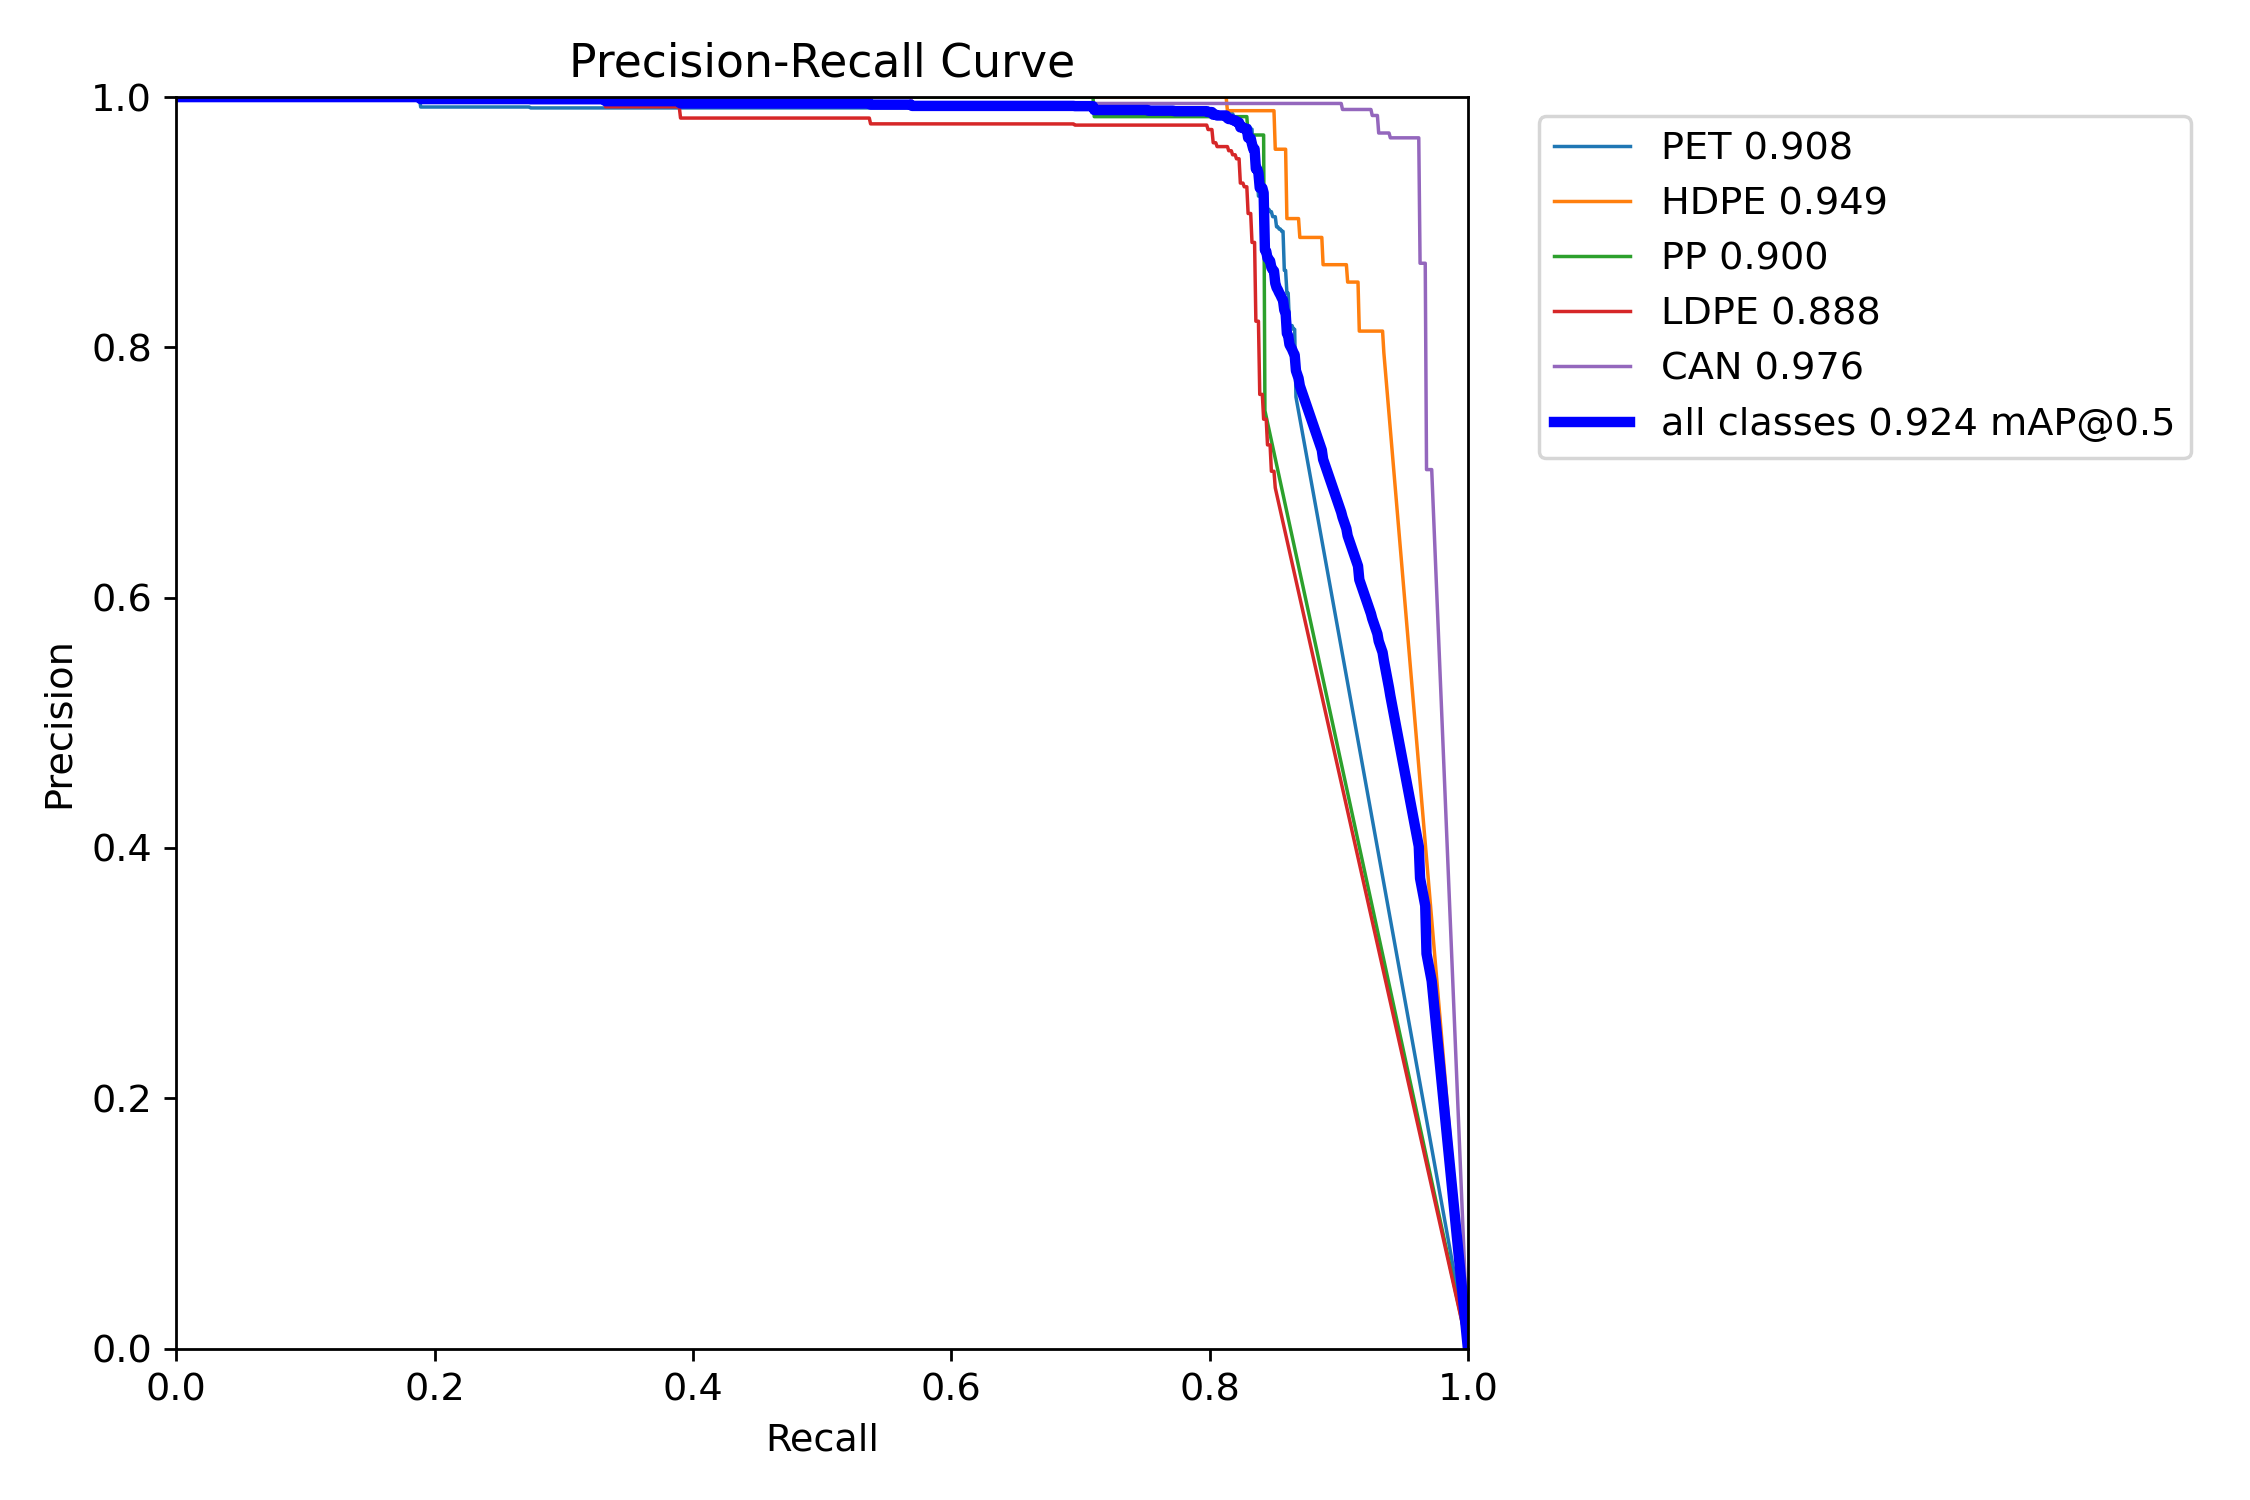 Precision-Recall Curve
1.0
0.8
0.6
0.4
0.2
0.0
Precision
0.0 0.2 0.4 0.6 0.8 1.0
Recall
PET 0.908
HDPE 0.949
PP 0.900
LDPE 0.888
CAN 0.976
all classes 0.924 mAP@0.5